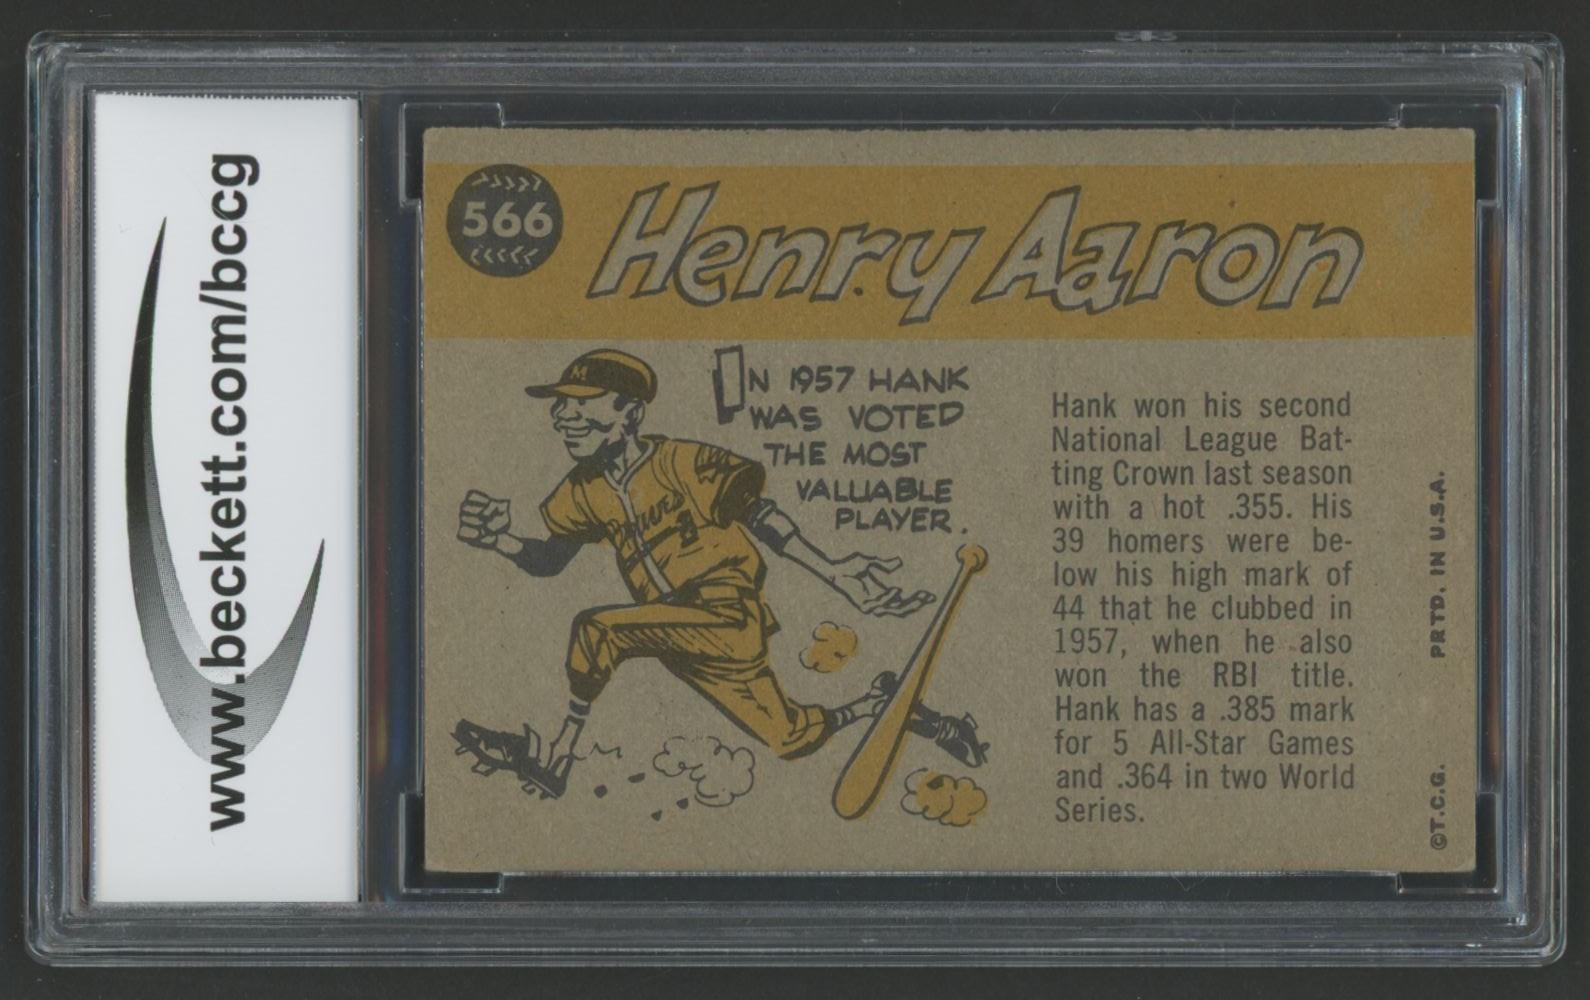 www.beckett.com/bccg
566
Henry Aaron
IN 1957 HANK
WAS VOTED
THE MOST
VALUABLE
PLAYER.
M
Braves
Hank won his second
National League Bat-
ting Crown last season
with a hot .355. His
39 homers were be-
low his high mark of
44 that he clubbed in
1957, when he also
won the RBI title.
Hank has a .385 mark
for 5 All-Star Games
and .364 in two World
Series.
©T.C.G. PRTD. IN U.S.A.